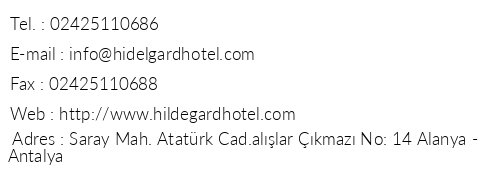 Tel. : 02425110686
E-mail : info@hidelgardhotel.com
Fax : 02425110688
Web : http://www.hildegardhotel.com
Adres : Saray Mah. Atatürk Cad.alışlar Çıkmazı No: 14 Alanya -
Antalya